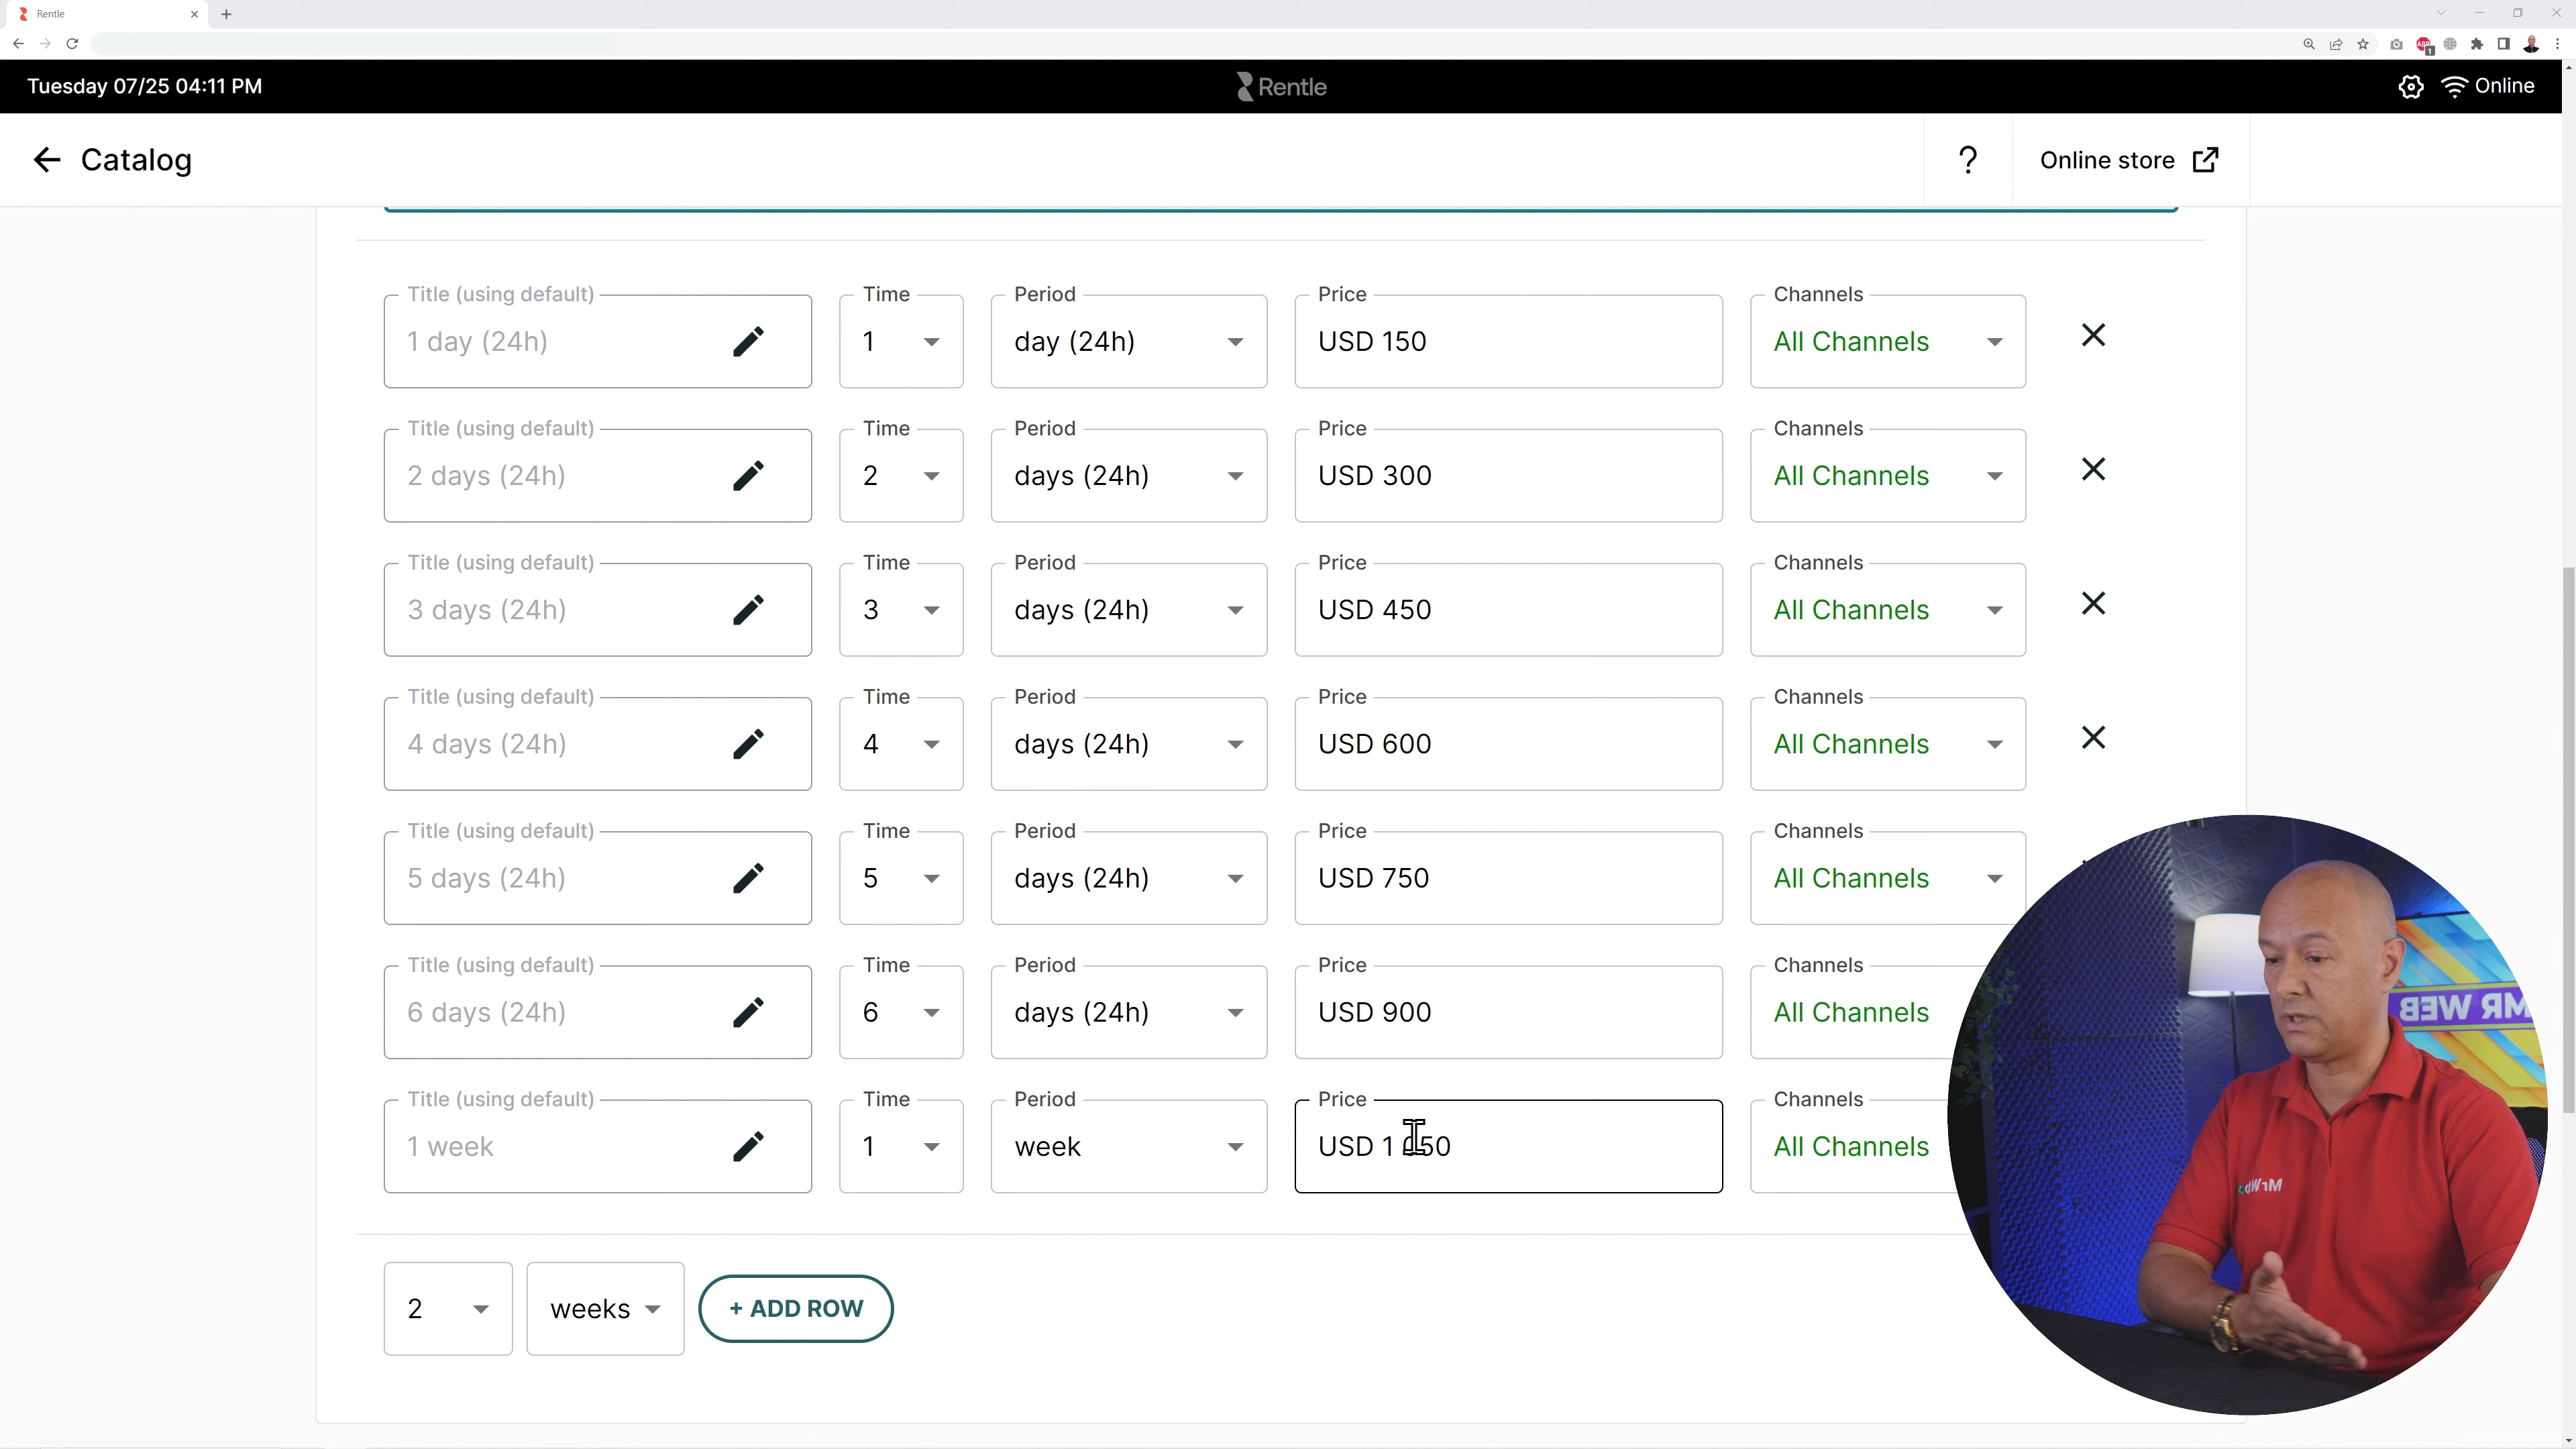 Rentle
Tuesday 07/25 04:11 PM
Rentle
Online
Catalog
?
Online store
Title (using default)
Time
Period
Price
Channels
1 day (24h)
1
day (24h)
USD 150
All Channels
Title (using default)
Time
Period
Price
Channels
2 days (24h)
2
days (24h)
USD 300
All Channels
Title (using default)
Time
Period
Price
Channels
3 days (24h)
3
days (24h)
USD 450
All Channels
Title (using default)
Time
Period
Price
Channels
4 days (24h)
4
days (24h)
USD 600
All Channels
Title (using default)
Time
Period
Price
Channels
5 days (24h)
5
days (24h)
USD 750
All Channels
Title (using default)
Time
Period
Price
Channels
6 days (24h)
6
days (24h)
USD 900
All Channels
MR WEB
Title (using default)
Time
Period
Price
Channels
1 week
1
week
USD 1 050
All Channels
2
weeks
+ ADD ROW